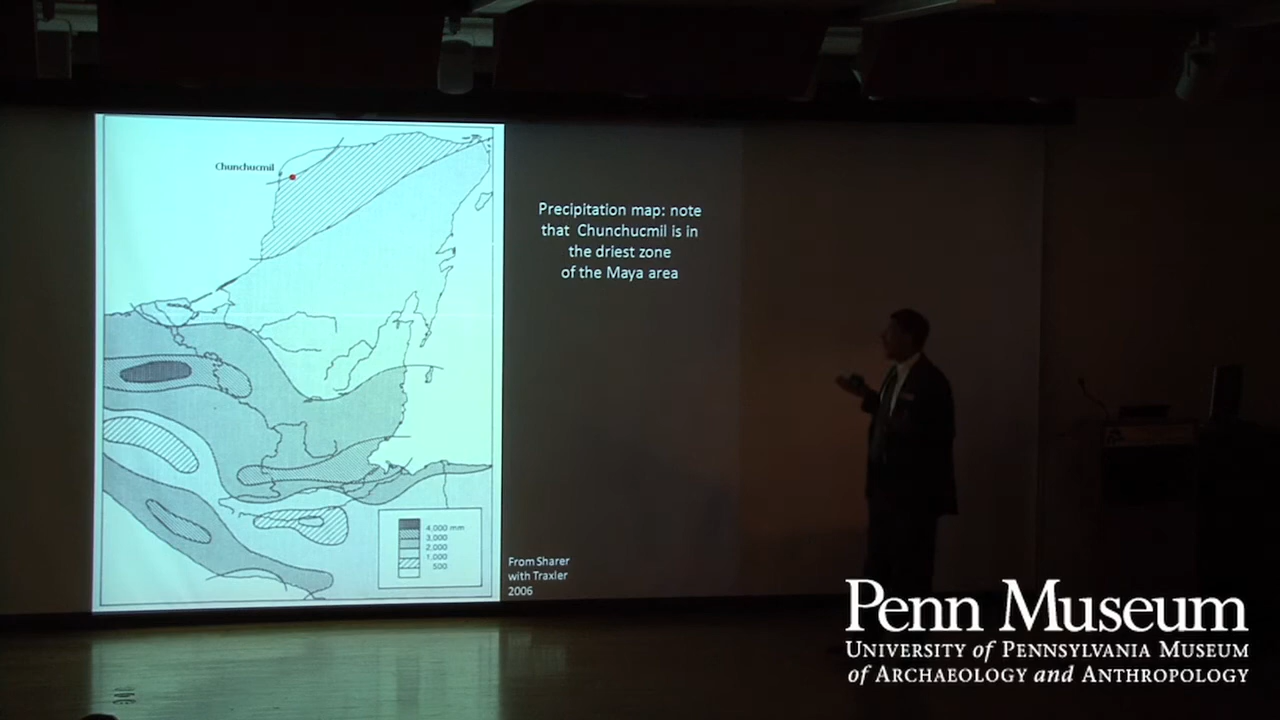 Chunchucmil
Precipitation map: note
that Chunchucmil is in
the driest zone
of the Maya area
4,000 mm
3,000
2,000
1,000
500
From Sharer
with Traxler
2006
Penn Museum
UNIVERSITY of PENNSYLVANIA MUSEUM
of ARCHAEOLOGY and ANTHROPOLOGY